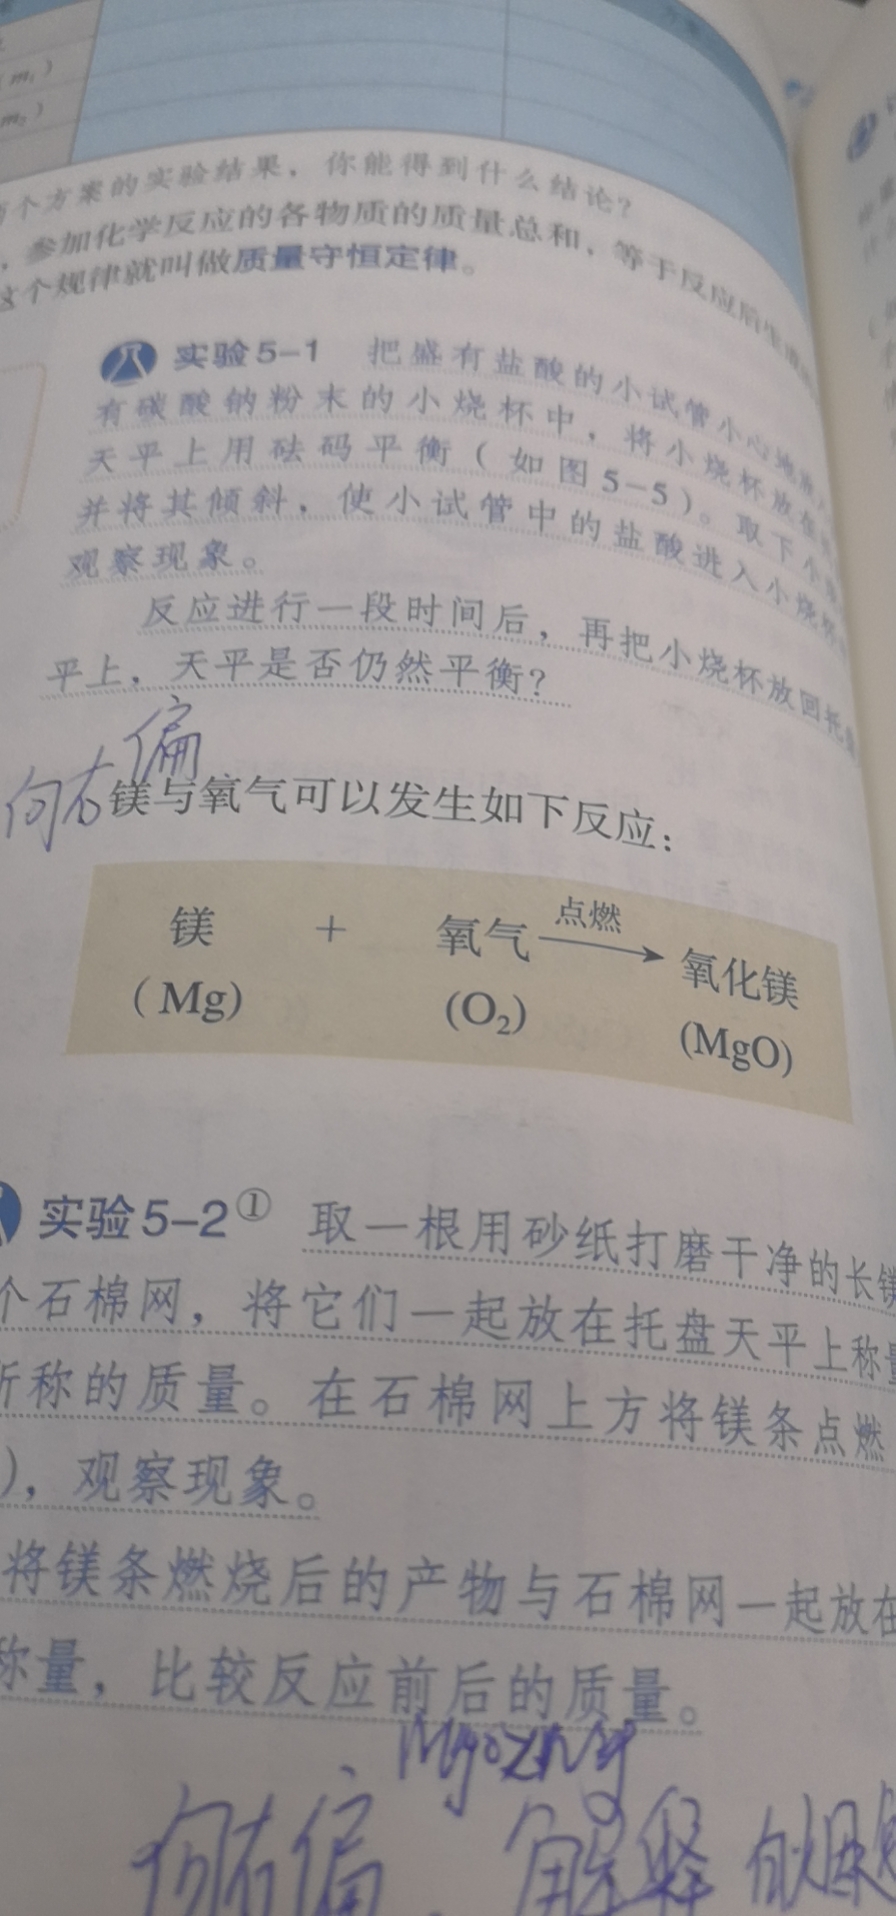 (m₁)
m₂)
个方案的实验结果，你能得到什么结论？
，参加化学反应的各物质的质量总和，等于反应后生
这个规律就叫做质量守恒定律。
实验5-1 把盛有盐酸的小试管小心地
有碳酸钠粉末的小烧杯中，将小烧杯放在
天平上用砝码平衡（如图5-5）。取下小
并将其倾斜，使小试管中的盐酸进入小烧杯
观察现象。
反应进行一段时间后，再把小烧杯放回托
平上，天平是否仍然平衡？
向右偏
镁与氧气可以发生如下反应：
镁 + 氧气 点燃 氧化镁
(Mg) (O₂) (MgO)
实验5-2① 取一根用砂纸打磨干净的长镁
个石棉网，将它们一起放在托盘天平上称量
所称的质量。在石棉网上方将镁条点燃
)，观察现象。
将镁条燃烧后的产物与石棉网一起放在
称量，比较反应前后的质量。
向右偏，解释